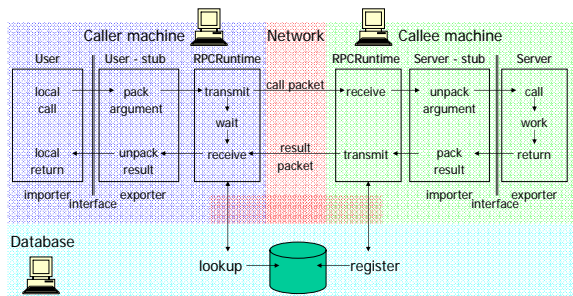 Caller machine
Network
Callee machine
User
User - stub
RPCRuntime
RPCRuntime
Server - stub
Server
local
call
pack
argument
transmit
call packet
receive
unpack
argument
call
wait
work
local
return
unpack
result
receive
result
packet
transmit
pack
result
return
importer
exporter
interface
importer
exporter
interface
Database
lookup
register